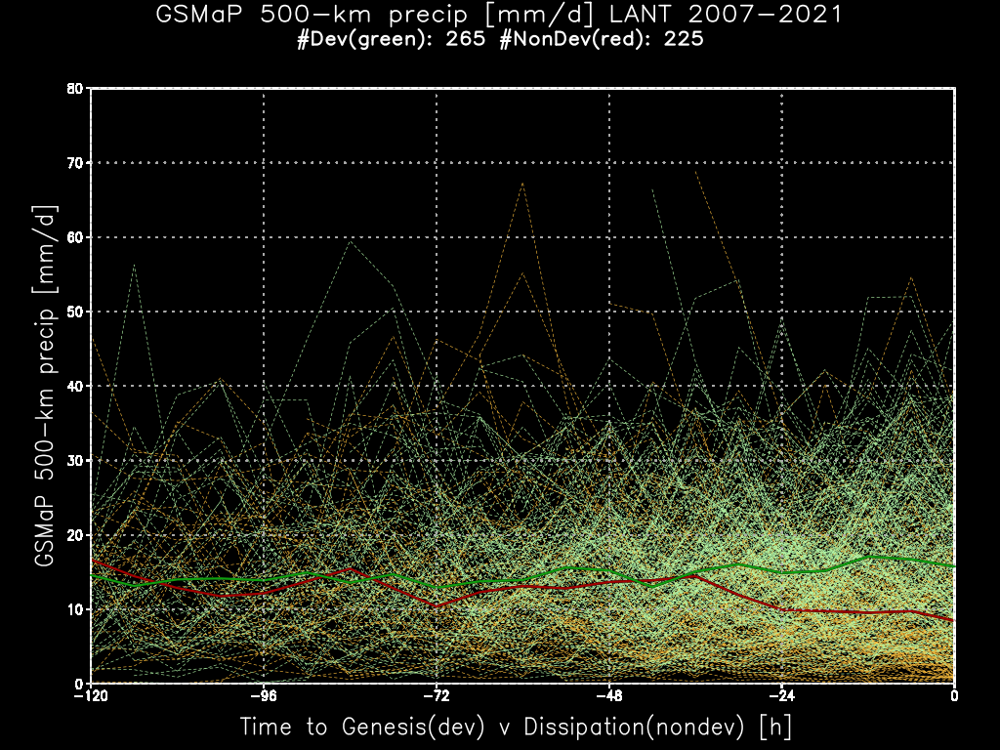 GSMaP 500-km precip [mm/d] LANT 2007-2021
#Dev(green): 265 #NonDev(red): 225
80
70
60
50
40
30
20
10
0
GSMaP 500-km precip [mm/d]
-120 -96 -72 -48 -24 0
Time to Genesis(dev) v Dissipation(nondev) [h]